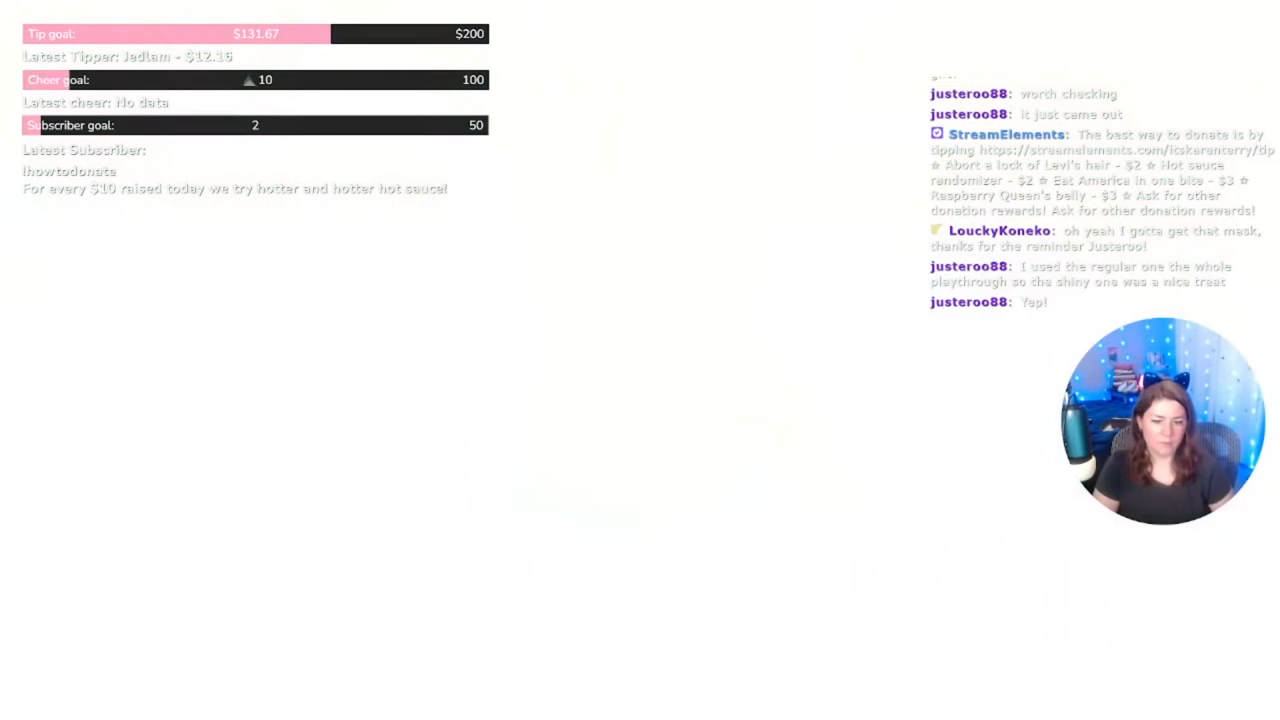 Tip goal: $131.67 $200
Latest Tipper: Jedlam - $12.16
Cheer goal: 10 100
Latest cheer: No data
Subscriber goal: 2 50
Latest Subscriber:
!howtodonate
For every $10 raised today we try hotter and hotter hot sauce!
justeroo88: worth checking
justeroo88: it just came out
StreamElements: The best way to donate is by
tipping https://streamelements.com/itskarenterry/tip
☆ Abort a lock of Levi's hair - $2 ☆ Hot sauce
randomizer - $2 ☆ Eat America in one bite - $3 ☆
Raspberry Queen's belly - $3 ☆ Ask for other
donation rewards! Ask for other donation rewards!
LouckyKoneko: oh yeah I gotta get that mask,
thanks for the reminder Justeroo!
justeroo88: I used the regular one the whole
playthrough so the shiny one was a nice treat
justeroo88: Yep!